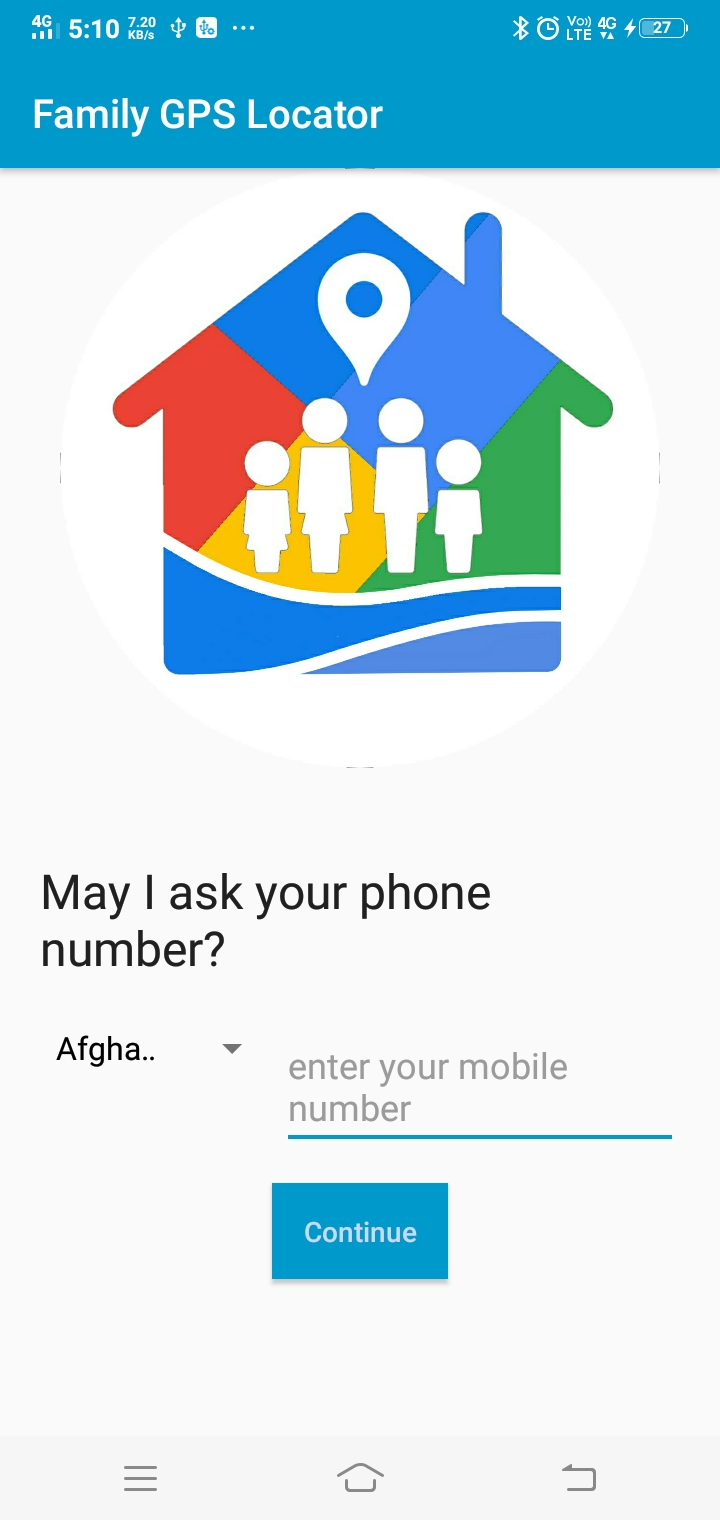 4G 5:10 7.20 KB/s ... Vo)) LTE 4G 27
Family GPS Locator
May I ask your phone
number?
Afgha..
enter your mobile
number
Continue